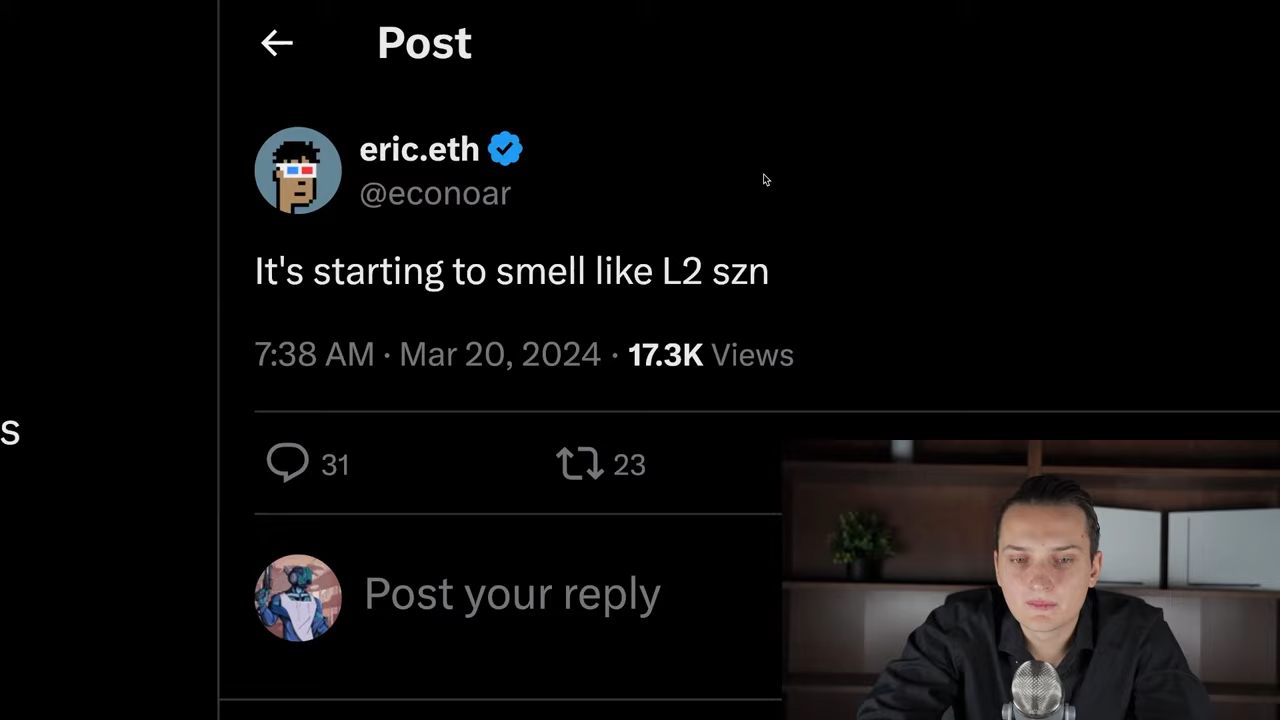 Post
eric.eth
@econoar
It's starting to smell like L2 szn
7:38 AM · Mar 20, 2024 · 17.3K Views
s
31
23
Post your reply